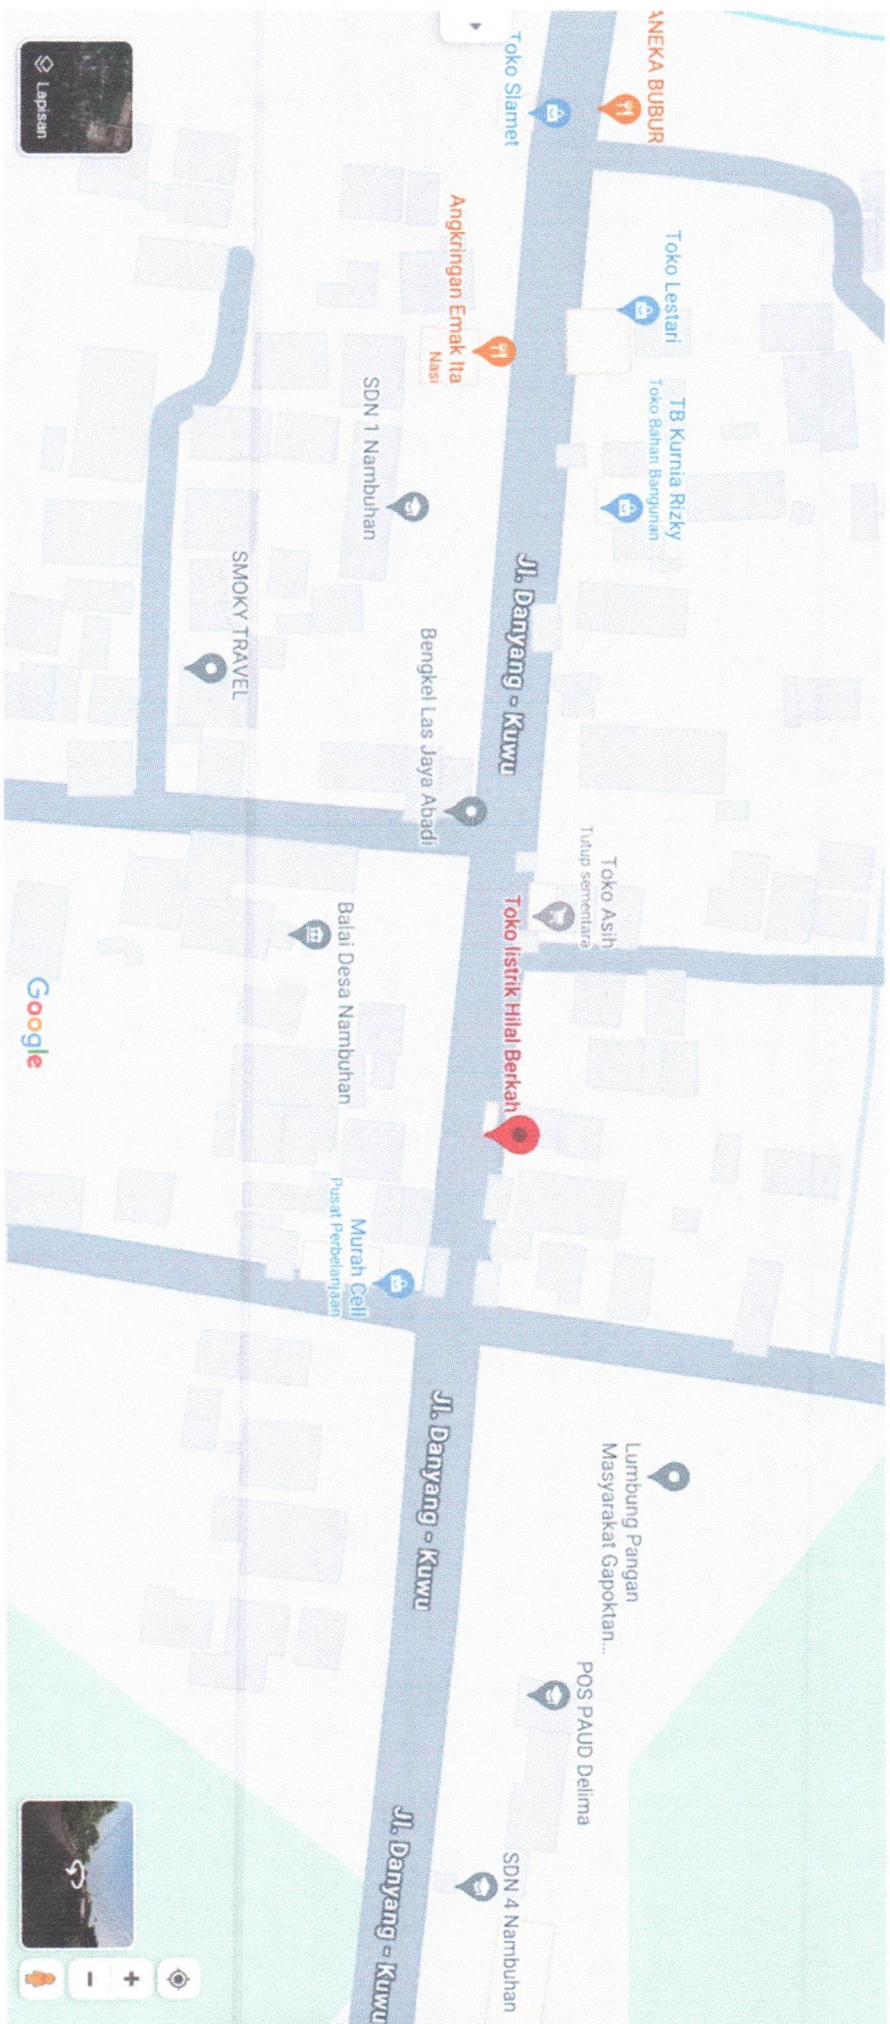 ANEKA BUBUR
Toko Slamet
Toko Lestari
Angkringan Emak Ita
Nasi
TB Kurnia Rizky
Toko Bahan Bangunan
SDN 1 Nambuhan
Jl. Danyang - Kuwu
SMOKY TRAVEL
Bengkel Las Jaya Abadi
Toko Asih
Tutup sementara
Toko listrik Hilal Berkah
Balai Desa Nambuhan
Murah Cell
Pusat Perbelanjaan
Jl. Danyang - Kuwu
Lumbung Pangan
Masyarakat Gapoktan...
POS PAUD Delima
SDN 4 Nambuhan
Jl. Danyang - Kuwu
Lapisan
Google